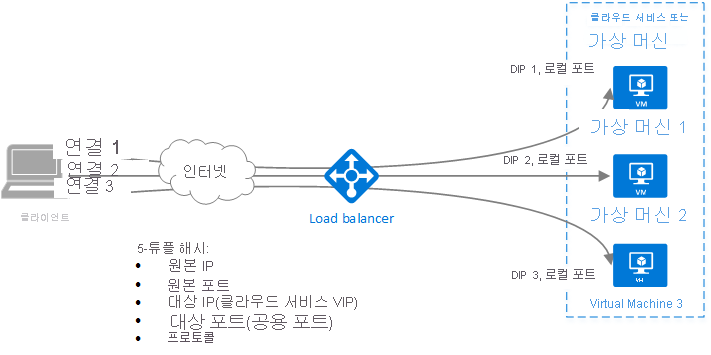 클라우드 서비스 또는
가상 머신
DIP 1, 로컬 포트
VM
가상 머신 1
연결 1
연결 2
연결 3
인터넷
DIP 2, 로컬 포트
VM
가상 머신 2
클라이언트
Load balancer
DIP 3, 로컬 포트
VM
Virtual Machine 3
5-튜플 해시:
• 원본 IP
• 원본 포트
• 대상 IP(클라우드 서비스 VIP)
• 대상 포트(공용 포트)
• 프로토콜